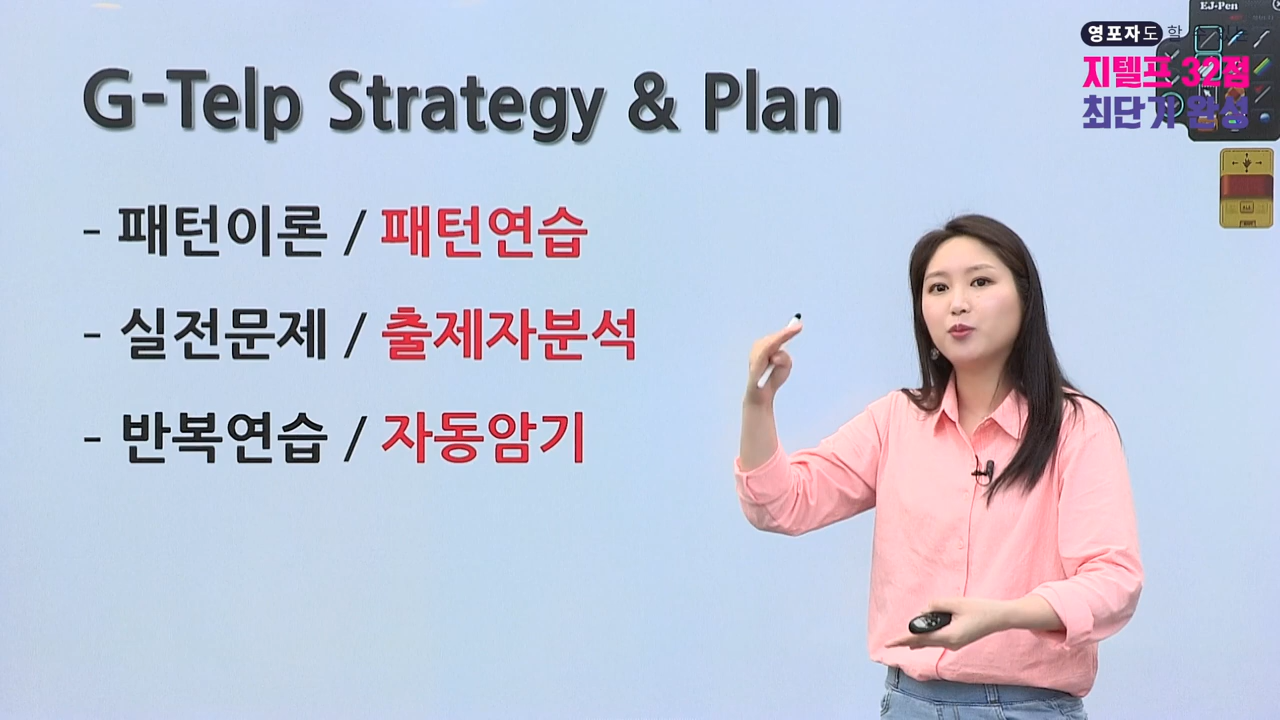 G-Telp Strategy & Plan
- 패턴이론 / 패턴연습
- 실전문제 / 출제자분석
- 반복연습 / 자동암기
EJ-Pen
영포자도 할
지텔프 32점
최단기 완성
ALL